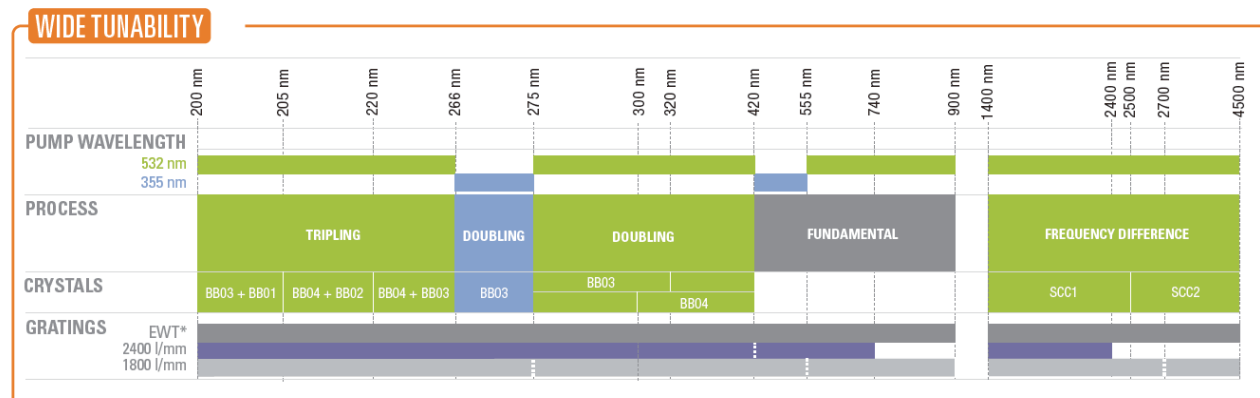 WIDE TUNABILITY
200 nm 205 nm 220 nm 266 nm 275 nm 300 nm 320 nm 420 nm 555 nm 740 nm 900 nm 1400 nm 2400 nm 2500 nm 2700 nm 4500 nm
PUMP WAVELENGTH
532 nm
355 nm
PROCESS
TRIPLING DOUBLING DOUBLING FUNDAMENTAL FREQUENCY DIFFERENCE
CRYSTALS
BB03 + BB01 BB04 + BB02 BB04 + BB03 BB03 BB03 SCC1 SCC2
BB04
GRATINGS
EWT*
2400 l/mm
1800 l/mm